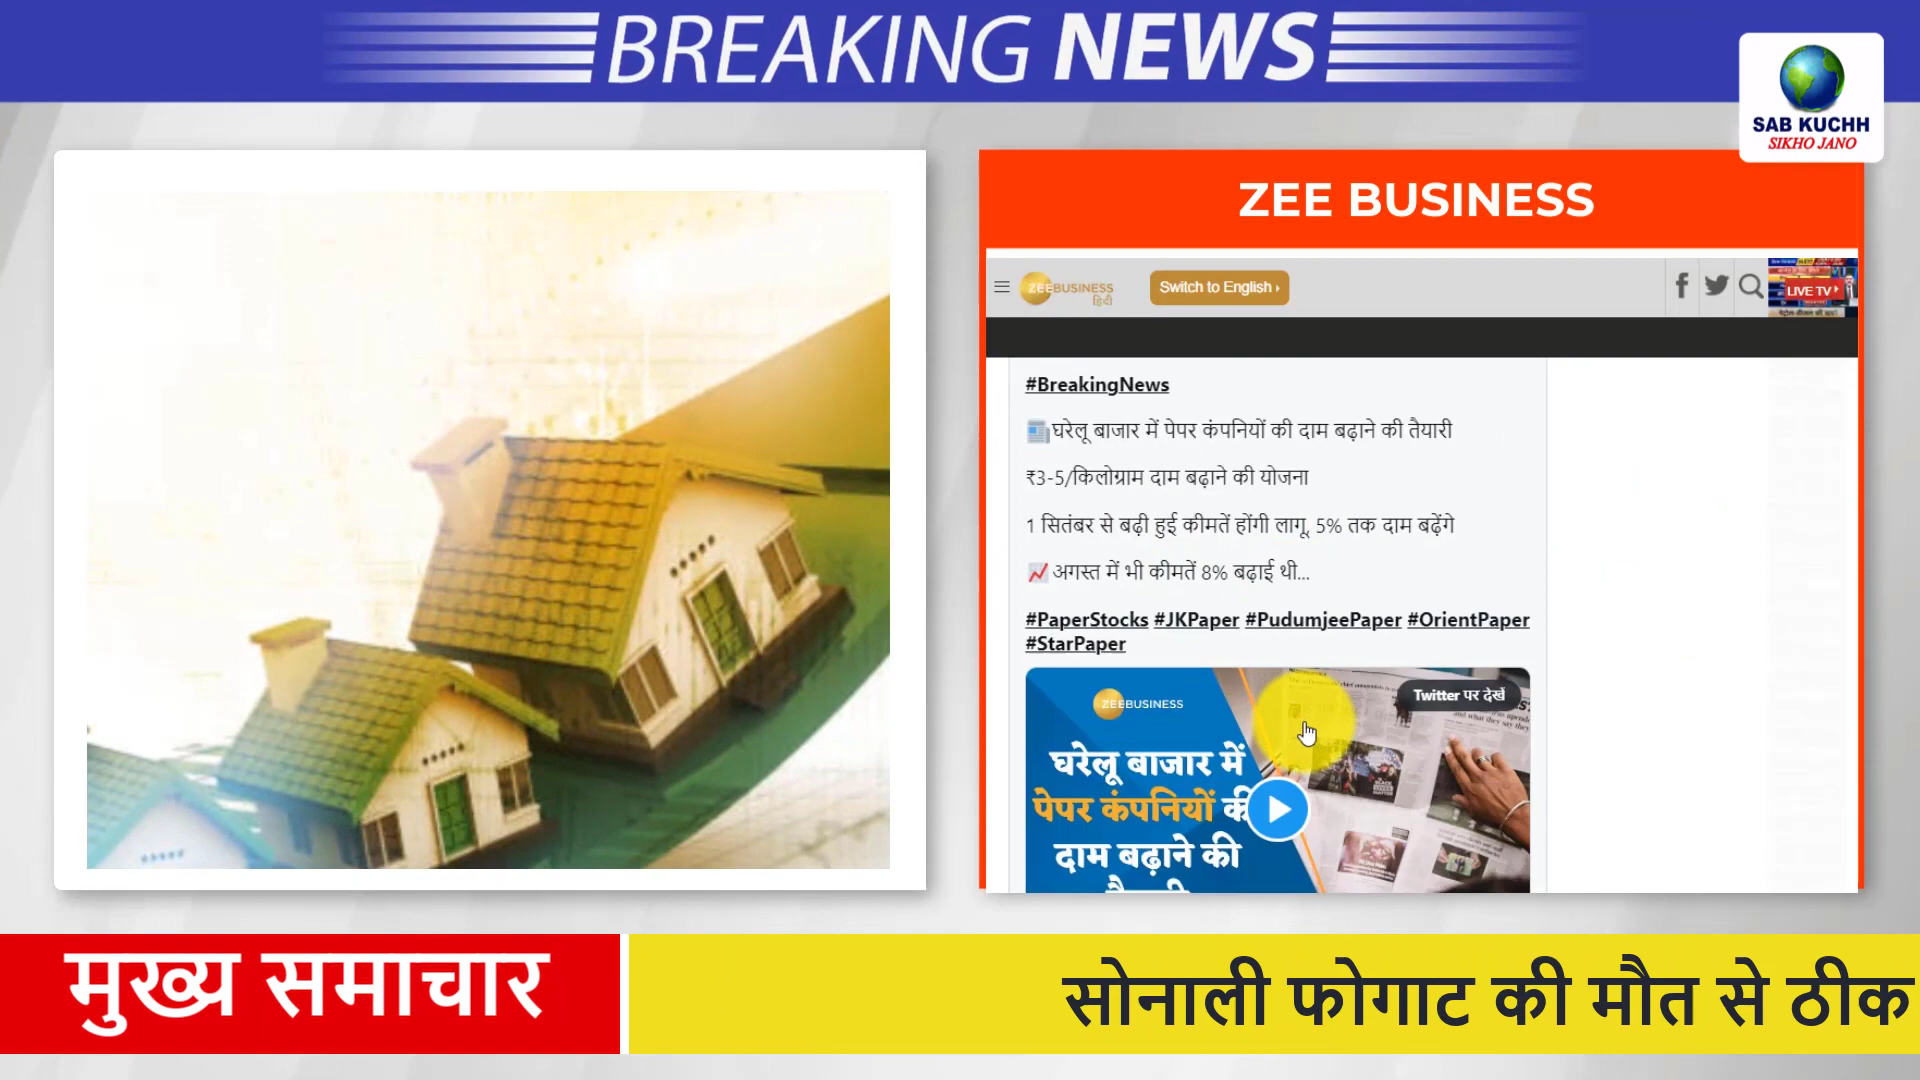 BREAKING NEWS
SAB KUCHH
SIKHO JANO
ZEE BUSINESS
ZEEBUSINESS
हिंदी
Switch to English
LIVE TV
#BreakingNews
घरेलू बाजार में पेपर कंपनियों की दाम बढ़ाने की तैयारी
₹3-5/किलोग्राम दाम बढ़ाने की योजना
1 सितंबर से बढ़ी हुई कीमतें होंगी लागू, 5% तक दाम बढ़ेंगे
अगस्त में भी कीमतें 8% बढ़ाई थी...
#PaperStocks #JKPaper #PudumjeePaper #OrientPaper
#StarPaper
ZEEBUSINESS
Twitter पर देखें
घरेलू बाजार में
पेपर कंपनियों की
दाम बढ़ाने की
मुख्य समाचार
सोनाली फोगाट की मौत से ठीक